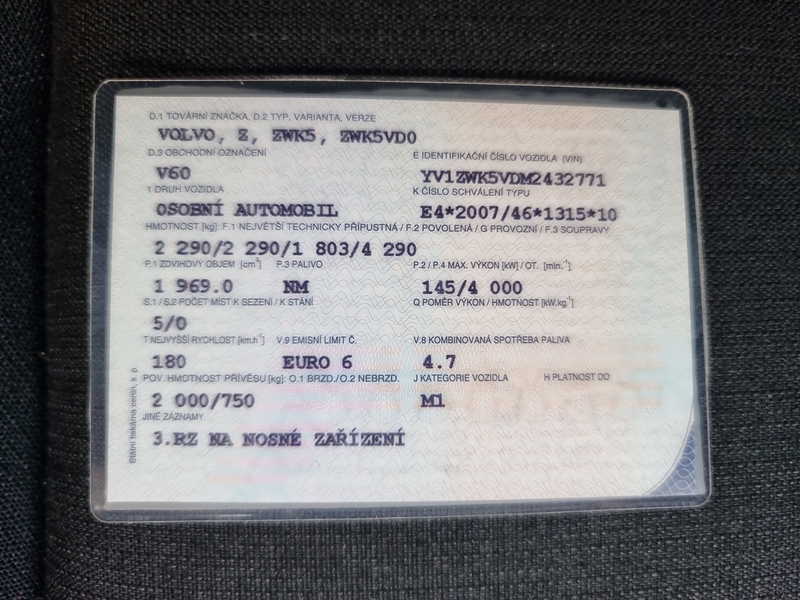 D.1 TOVÁRNÍ ZNAČKA, D.2 TYP, VARIANTA, VERZE
VOLVO, Z, ZWK5, ZWK5VD0
D.3 OBCHODNÍ OZNAČENÍ
E IDENTIFIKAČNÍ ČÍSLO VOZIDLA (VIN)
V60
YV1ZWK5VDM2432771
1 DRUH VOZIDLA
K ČÍSLO SCHVÁLENÍ TYPU
OSOBNÍ AUTOMOBIL
E4*2007/46*1315*10
HMOTNOST [kg]: F.1 NEJVĚTŠÍ TECHNICKY PŘÍPUSTNÁ / F.2 POVOLENÁ / G PROVOZNÍ / F.3 SOUPRAVY
2 290/2 290/1 803/4 290
P.1 ZDVIHOVÝ OBJEM [cm³]
P.3 PALIVO
P.2 / P.4 MAX. VÝKON [kW] / OT. [min.⁻¹]
1 969.0
NM
145/4 000
S.1 / S.2 POČET MÍST K SEZENÍ / K STÁNÍ
Q POMĚR VÝKON / HMOTNOST [kW.kg⁻¹]
5/0
T NEJVYŠŠÍ RYCHLOST [km.h⁻¹]
V.9 EMISNÍ LIMIT Č.
V.8 KOMBINOVANÁ SPOTŘEBA PALIVA
180
EURO 6
4.7
POV. HMOTNOST PŘÍVĚSU [kg]: O.1 BRZD./O.2 NEBRZD.
J KATEGORIE VOZIDLA
H PLATNOST DO
2 000/750
M1
JINÉ ZÁZNAMY
3.RZ NA NOSNÉ ZAŘÍZENÍ
Státní tiskárna cenin, s. p.